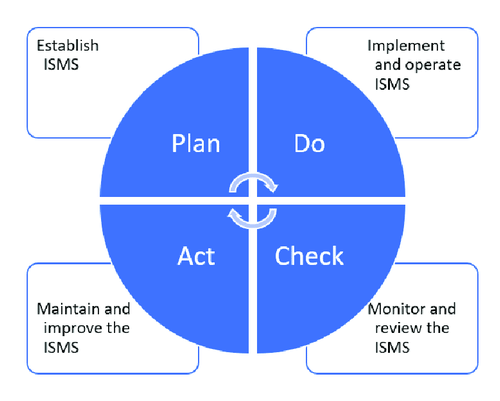 Establish
ISMS
Implement
and operate
ISMS
Plan
Do
Act
Check
Maintain and
improve the
ISMS
Monitor and
review the
ISMS